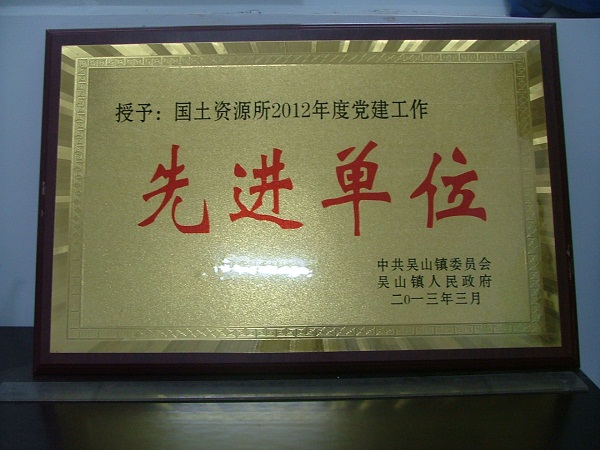 授予：国土资源所2012年度党建工作
先进单位
中共吴山镇委员会
吴山镇人民政府
二0一三年三月